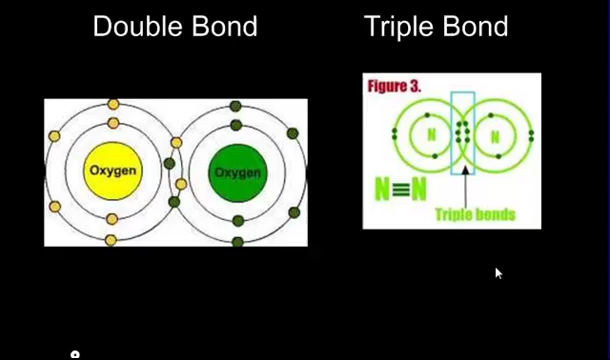 Double Bond
Triple Bond
Oxygen
Oxygen
Figure 3.
N
N
N≡N
Triple bonds